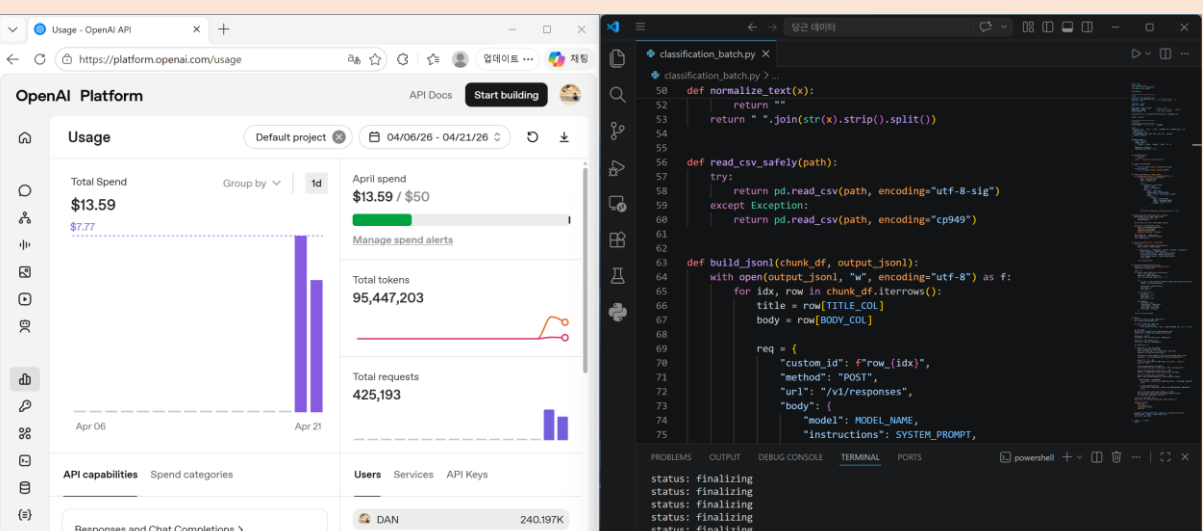 Usage - OpenAI API
https://platform.openai.com/usage
업데이트
채팅
OpenAI Platform
API Docs
Start building
Usage
Default project
04/06/26 - 04/21/26
Total Spend
Group by
1d
$13.59
$7.77
Apr 06
Apr 21
April spend
$13.59 / $50
Manage spend alerts
Total tokens
95,447,203
Total requests
425,193
API capabilities
Spend categories
Users
Services
API Keys
Responses and Chat Completions >
DAN
240.197K
당근 데이터
classification_batch.py
classification_batch.py > ...
50 def normalize_text(x):
52 return ""
53 return " ".join(str(x).strip().split())
54
55
56 def read_csv_safely(path):
57 try:
58 return pd.read_csv(path, encoding="utf-8-sig")
59 except Exception:
60 return pd.read_csv(path, encoding="cp949")
61
62
63 def build_jsonl(chunk_df, output_jsonl):
64 with open(output_jsonl, "w", encoding="utf-8") as f:
65 for idx, row in chunk_df.iterrows():
66 title = row[TITLE_COL]
67 body = row[BODY_COL]
68
69 req = {
70 "custom_id": f"row_{idx}",
71 "method": "POST",
72 "url": "/v1/responses",
73 "body": {
74 "model": MODEL_NAME,
75 "instructions": SYSTEM_PROMPT,
PROBLEMS
OUTPUT
DEBUG CONSOLE
TERMINAL
PORTS
powershell
status: finalizing
status: finalizing
status: finalizing
status: finalizing